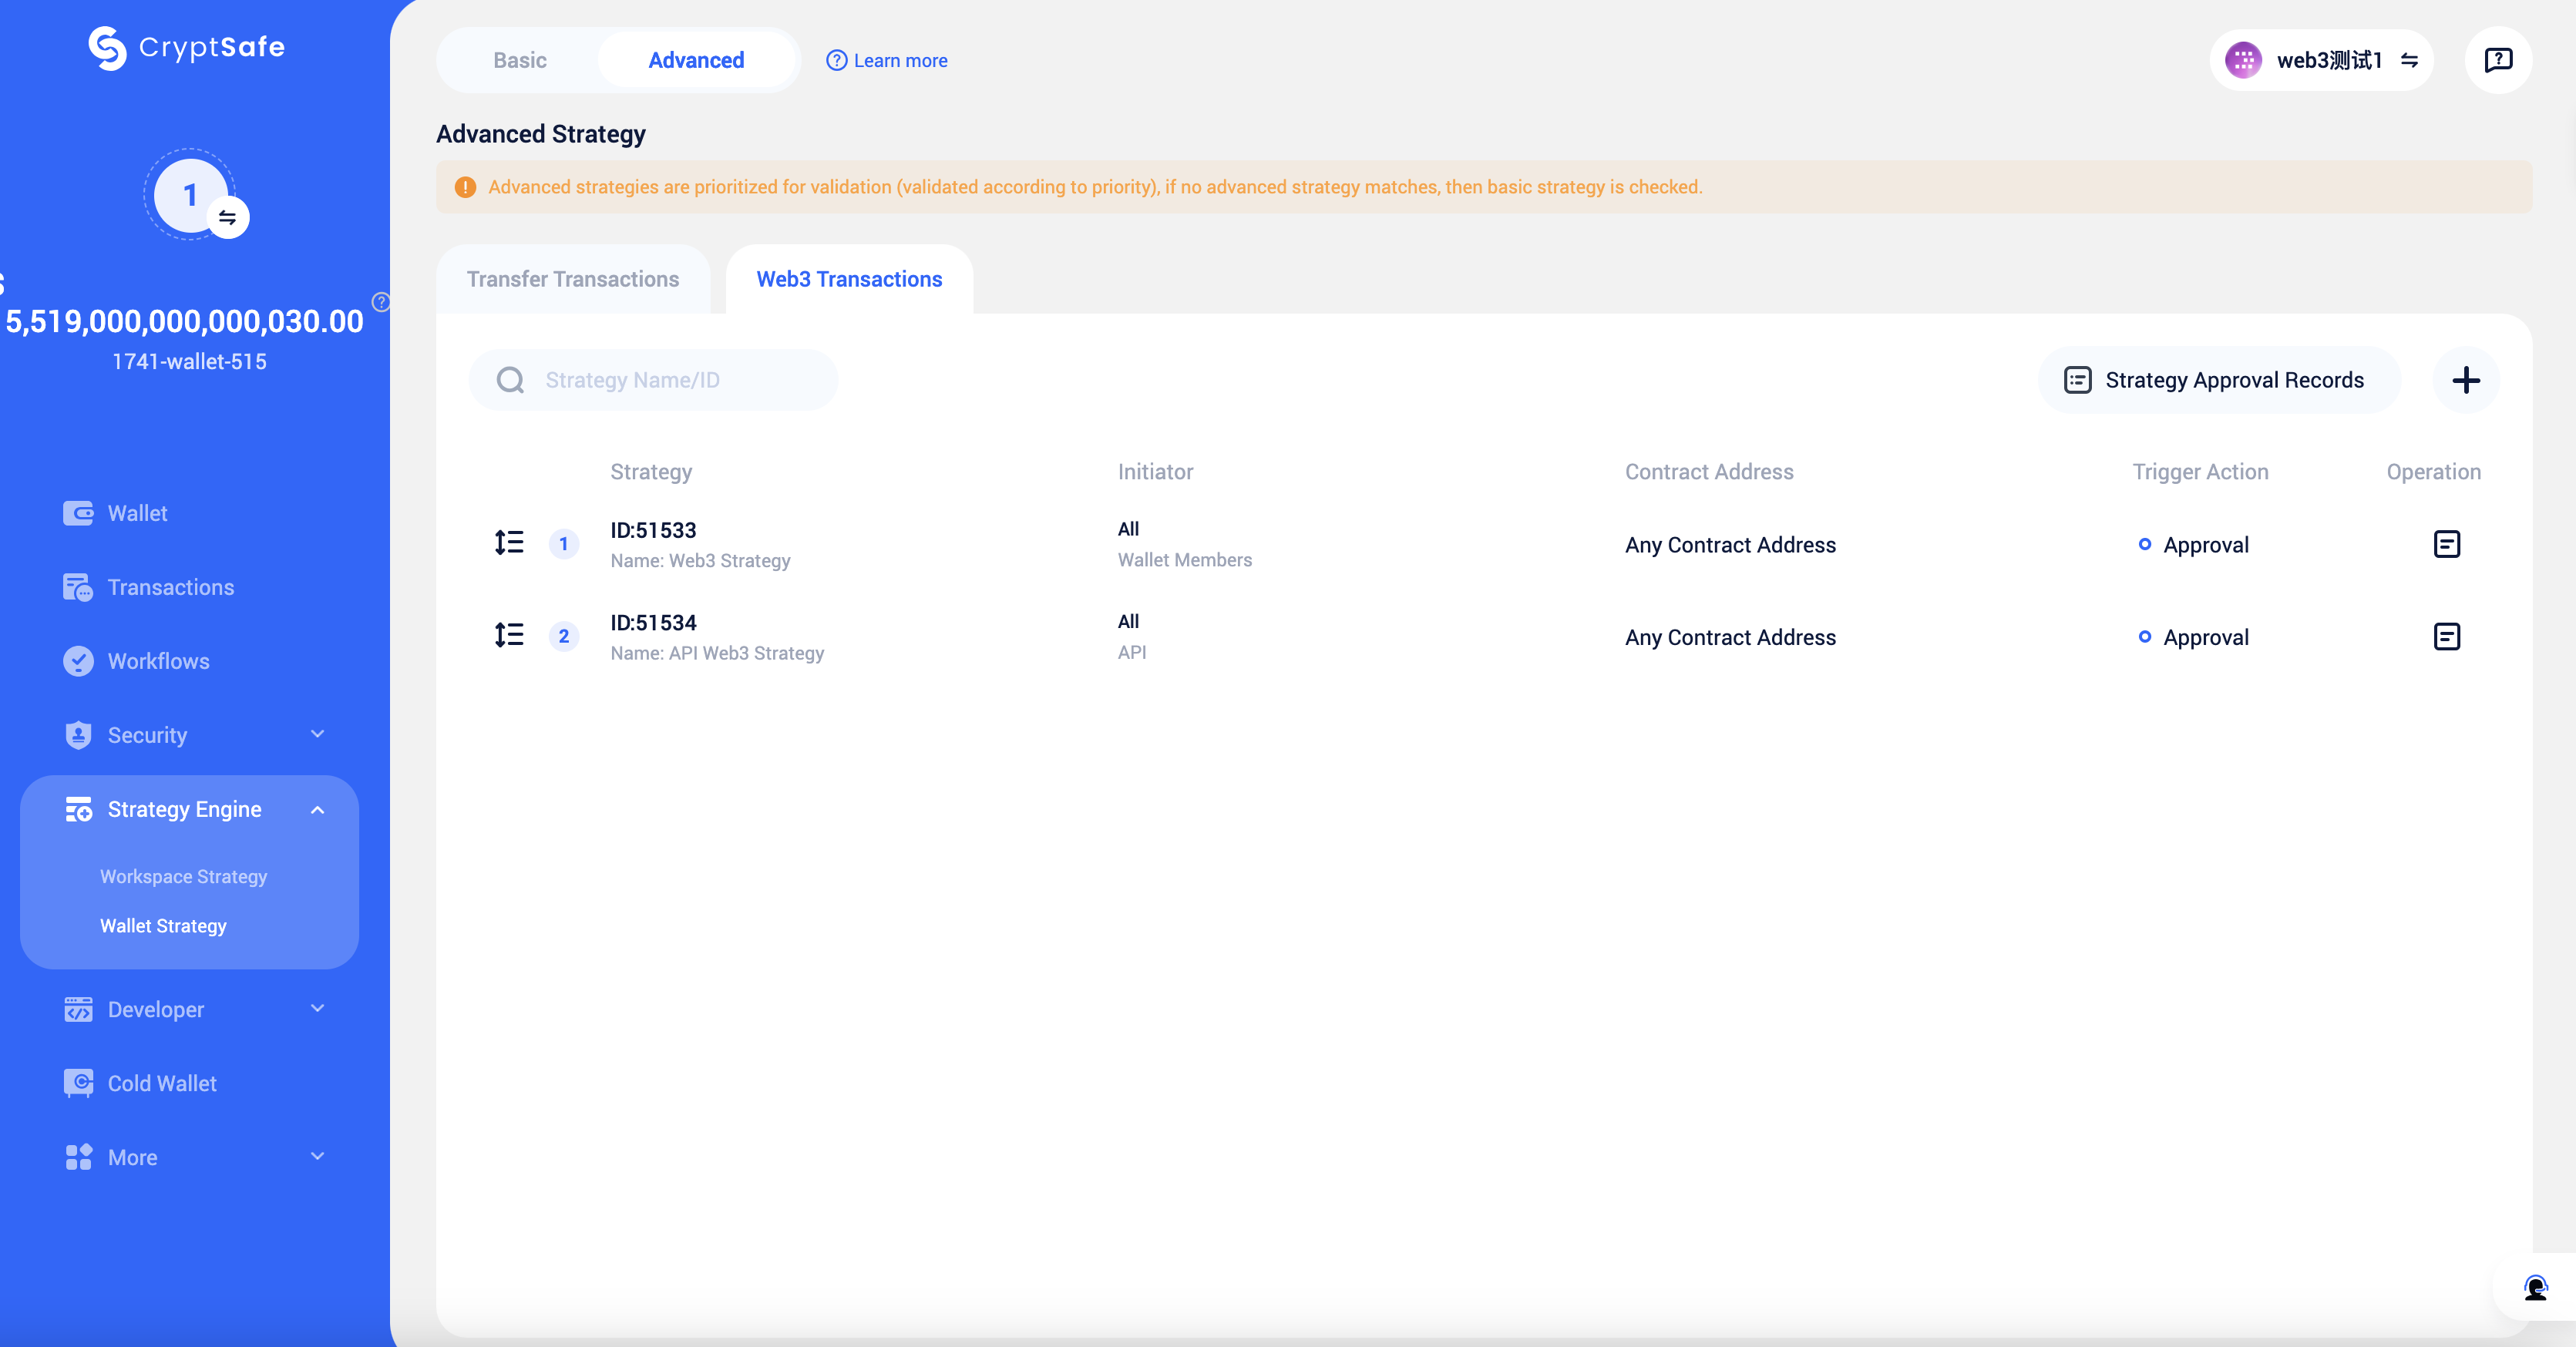 CryptSafe
1
5,519,000,000,000,030.00
1741-wallet-515
Wallet
Transactions
Workflows
Security
Strategy Engine
Workspace Strategy
Wallet Strategy
Developer
Cold Wallet
More
Basic
Advanced
Learn more
web3测试1
Advanced Strategy
Advanced strategies are prioritized for validation (validated according to priority), if no advanced strategy matches, then basic strategy is checked.
Transfer Transactions
Web3 Transactions
Strategy Name/ID
Strategy Approval Records
Strategy Initiator Contract Address Trigger Action Operation
1 ID:51533 All Any Contract Address Approval
Name: Web3 Strategy Wallet Members
2 ID:51534 All Any Contract Address Approval
Name: API Web3 Strategy API